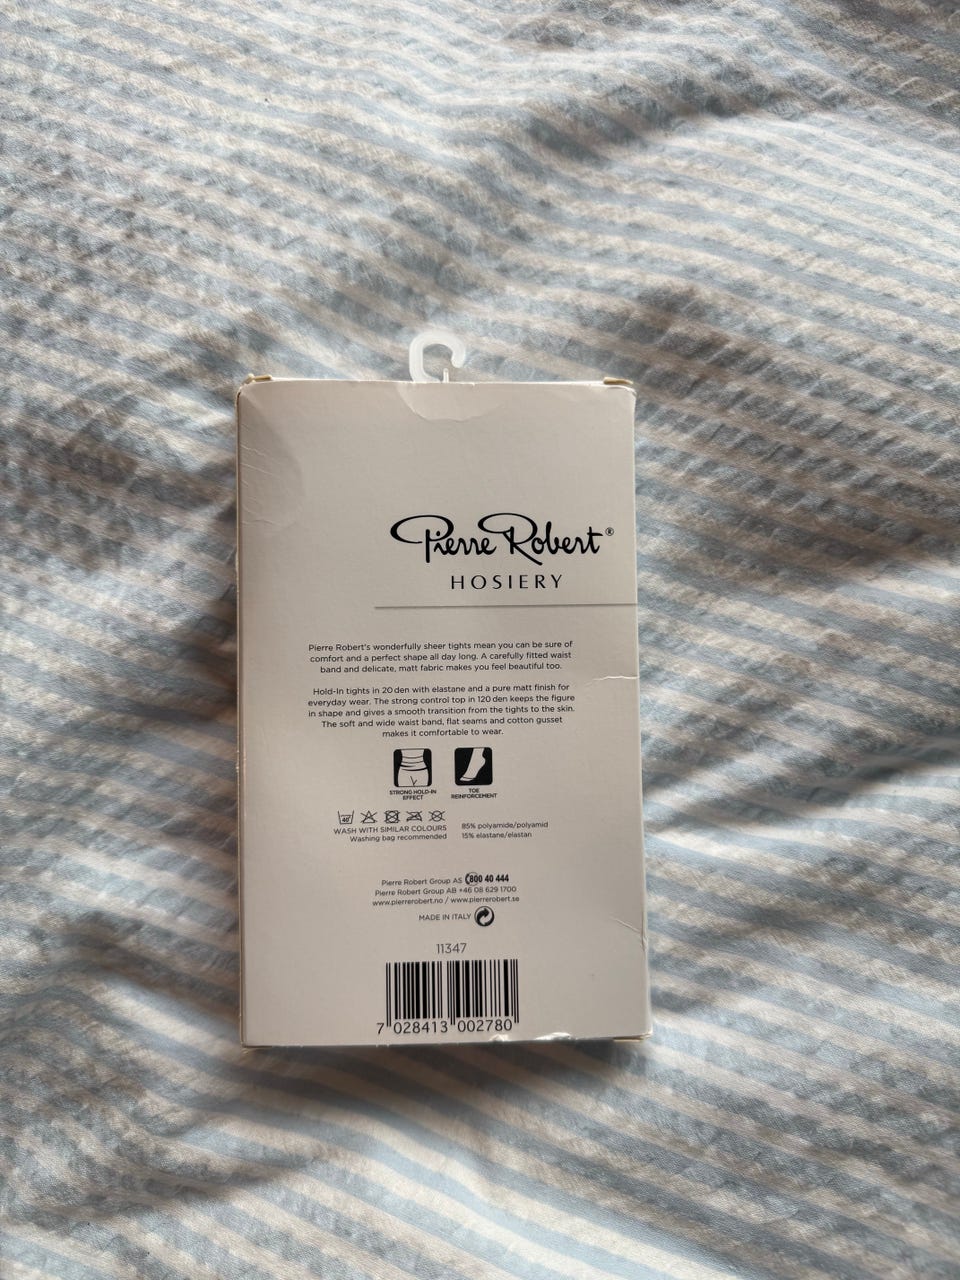 Pierre Robert®
HOSIERY
Pierre Robert's wonderfully sheer tights mean you can be sure of
comfort and a perfect shape all day long. A carefully fitted waist
band and delicate, matt fabric makes you feel beautiful too.
Hold-In tights in 20 den with elastane and a pure matt finish for
everyday wear. The strong control top in 120 den keeps the figure
in shape and gives a smooth transition from the tights to the skin.
The soft and wide waist band, flat seams and cotton gusset
makes it comfortable to wear.
STRONG HOLD-IN
EFFECT
TOE
REINFORCEMENT
40°
WASH WITH SIMILAR COLOURS
Washing bag recommended
85% polyamide/polyamid
15% elastane/elastan
Pierre Robert Group AS 800 40 444
Pierre Robert Group AB +46 08 629 1700
www.pierrerobert.no / www.pierrerobert.se
MADE IN ITALY
11347
7 028413 002780